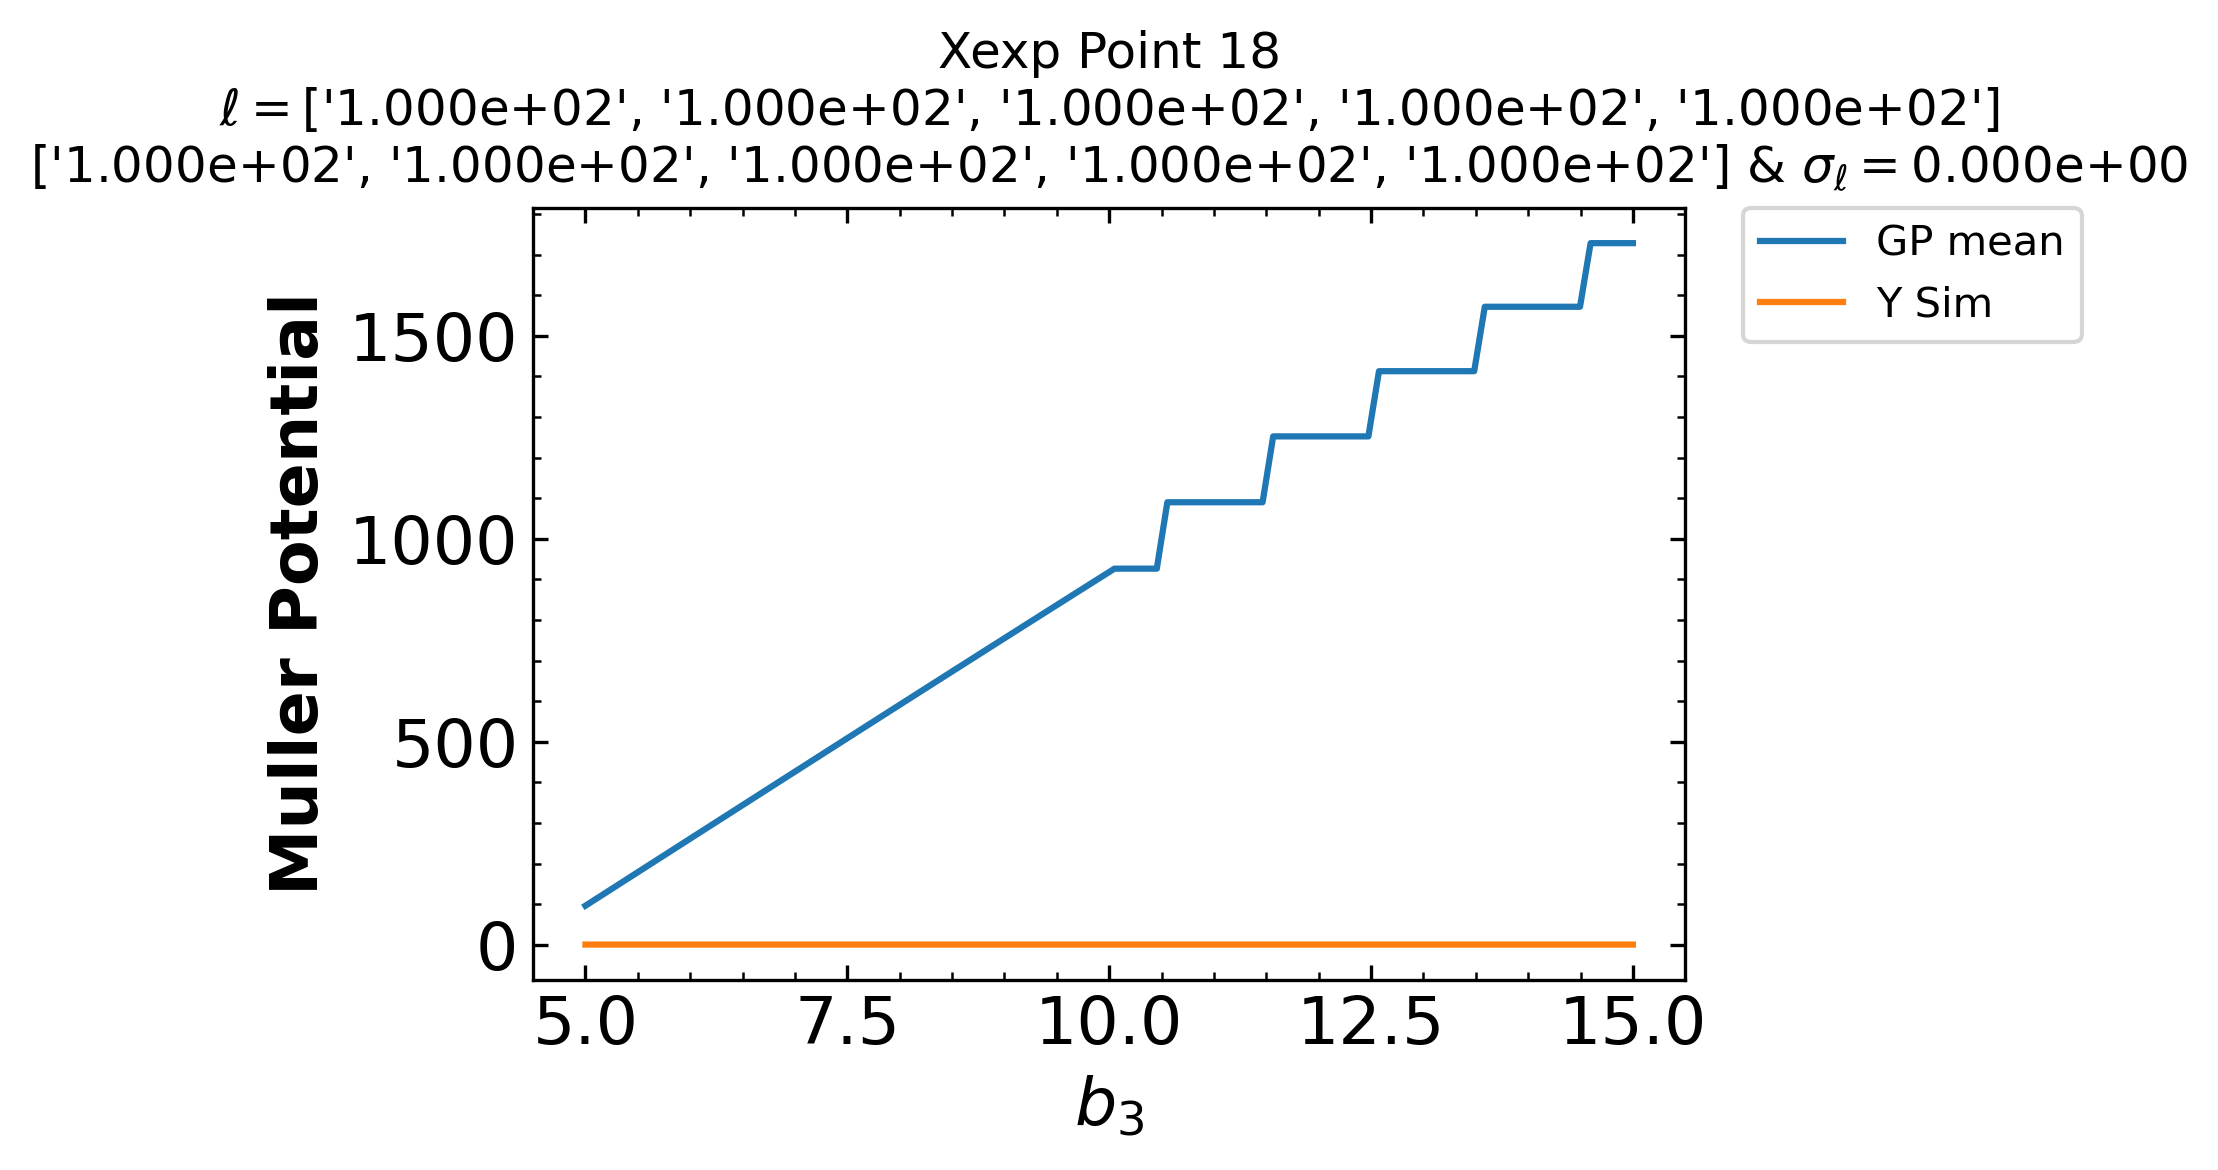 Xexp Point 18
ℓ = ['1.000e+02', '1.000e+02', '1.000e+02', '1.000e+02', '1.000e+02']
['1.000e+02', '1.000e+02', '1.000e+02', '1.000e+02', '1.000e+02'] & σℓ = 0.000e+00
GP mean
Y Sim
Muller Potential
1500
1000
500
0
5.0 7.5 10.0 12.5 15.0
b₃